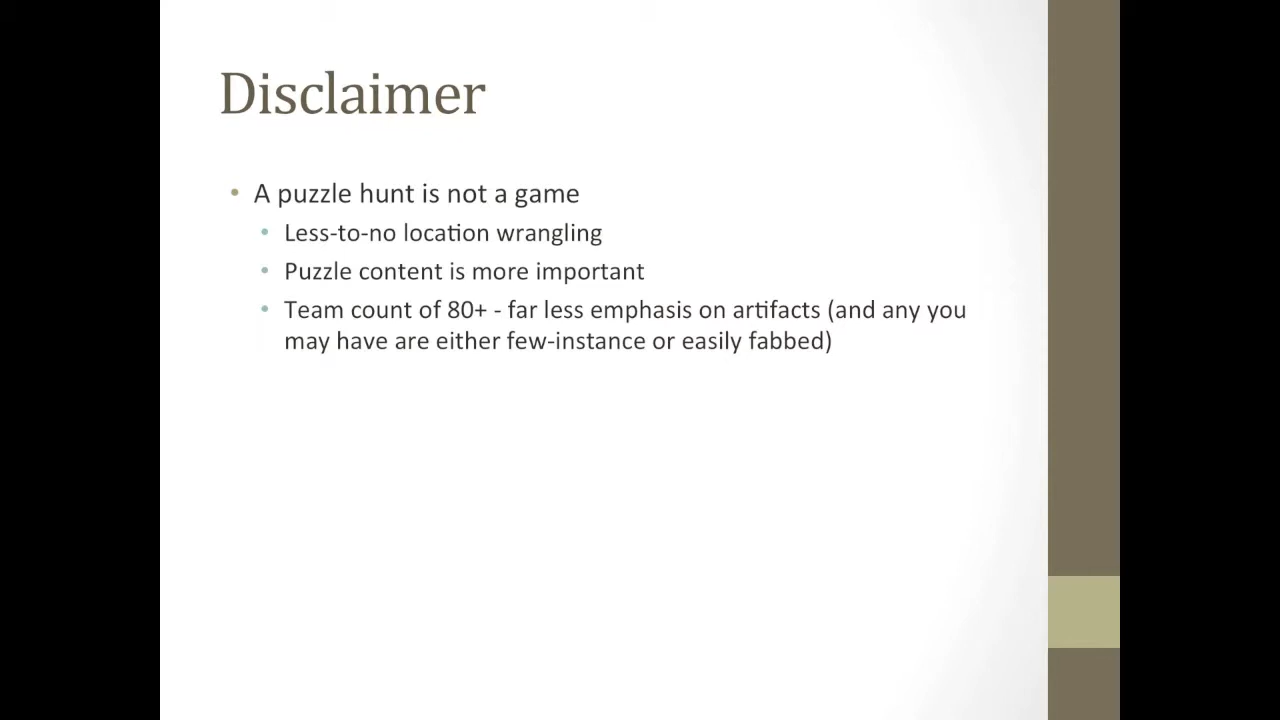 Disclaimer
• A puzzle hunt is not a game
• Less-to-no location wrangling
• Puzzle content is more important
• Team count of 80+ - far less emphasis on artifacts (and any you
may have are either few-instance or easily fabbed)